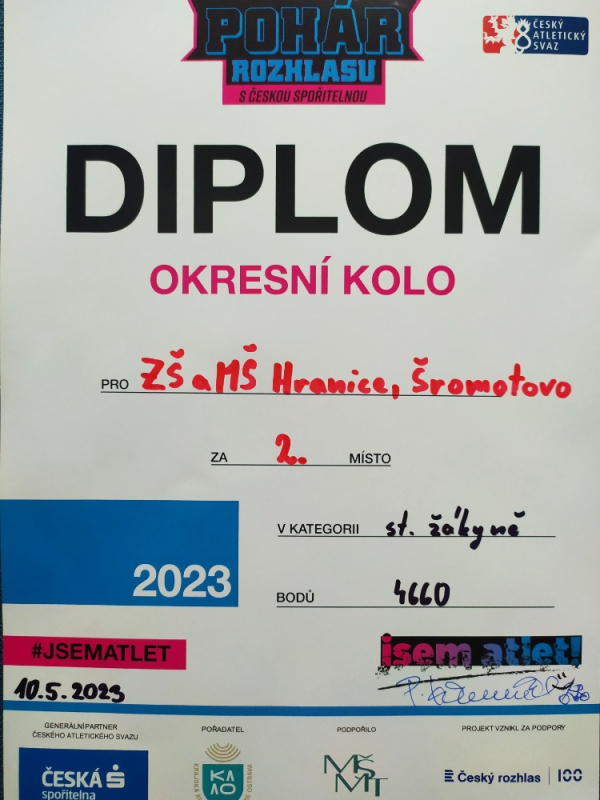 POHÁR
ROZHLASU
S ČESKOU SPOŘITELNOU
ČESKÝ
ATLETICKÝ
SVAZ
DIPLOM
OKRESNÍ KOLO
PRO ZŠ a MŠ Hranice, Šromotovo
ZA 2. MÍSTO
V KATEGORII st. žákyně
2023
BODŮ 4660
#JSEMATLET
jsem atlet!
10.5.2023
GENERÁLNÍ PARTNER
ČESKÉHO ATLETICKÉHO SVAZU
POŘADATEL
PODPOŘILO
PROJEKT VZNIKL ZA PODPORY
ČESKÁ
spořitelna
KRAJSKÁ
OSTRAVA
MŠMT
Český rozhlas 100